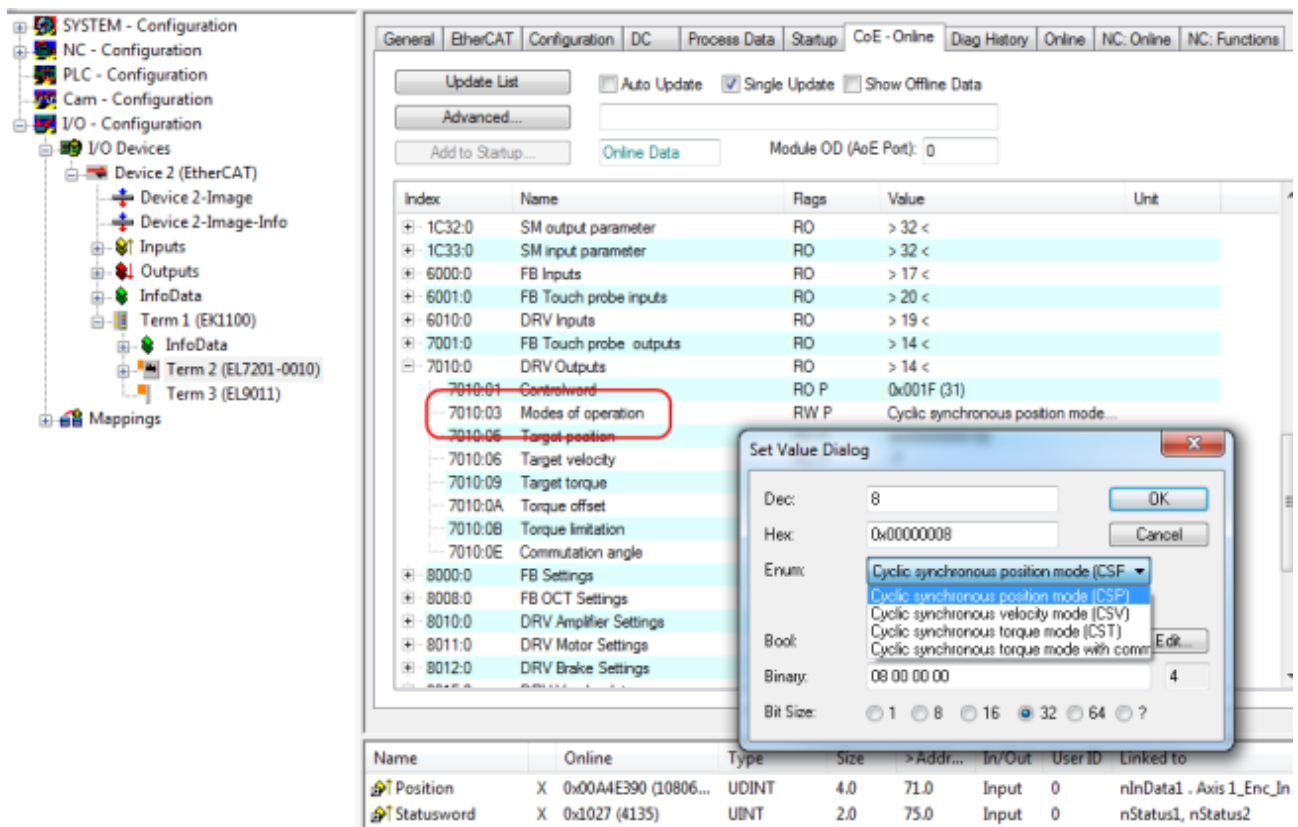 SYSTEM - Configuration
NC - Configuration
PLC - Configuration
Cam - Configuration
I/O - Configuration
I/O Devices
Device 2 (EtherCAT)
Device 2-Image
Device 2-Image-Info
Inputs
Outputs
InfoData
Term 1 (EK1100)
InfoData
Term 2 (EL7201-0010)
Term 3 (EL9011)
Mappings
General EtherCAT Configuration DC Process Data Startup CoE - Online Diag History Online NC: Online NC: Functions
Update List Auto Update Single Update Show Offline Data
Advanced...
Add to Startup... Online Data Module OD (AoE Port): 0
Index Name Flags Value Unit
1C32:0 SM output parameter RO > 32 <
1C33:0 SM input parameter RO > 32 <
6000:0 FB Inputs RO > 17 <
6001:0 FB Touch probe inputs RO > 20 <
6010:0 DRV Inputs RO > 19 <
7001:0 FB Touch probe outputs RO > 14 <
7010:0 DRV Outputs RO > 14 <
7010:01 Controlword RO P 0x001F (31)
7010:03 Modes of operation RW P Cyclic synchronous position mode...
7010:05 Target position
7010:06 Target velocity
7010:09 Target torque
7010:0A Torque offset
7010:0B Torque limitation
7010:0E Commutation angle
8000:0 FB Settings
8008:0 FB OCT Settings
8010:0 DRV Amplifier Settings
8011:0 DRV Motor Settings
8012:0 DRV Brake Settings
Set Value Dialog
Dec: 8 OK
Hex: 0x00000008 Cancel
Enum: Cyclic synchronous position mode (CSF
Cyclic synchronous position mode (CSP)
Cyclic synchronous velocity mode (CSV)
Cyclic synchronous torque mode (CST)
Cyclic synchronous torque mode with comm
Bool: Edit...
Binary: 08 00 00 00 4
Bit Size: 1 8 16 32 64 ?
Name Online Type Size >Addr... In/Out User ID Linked to
Position X 0x00A4E390 (10806... UDINT 4.0 71.0 Input 0 nInData1 . Axis 1_Enc_In
Statusword X 0x1027 (4135) UINT 2.0 75.0 Input 0 nStatus1, nStatus2